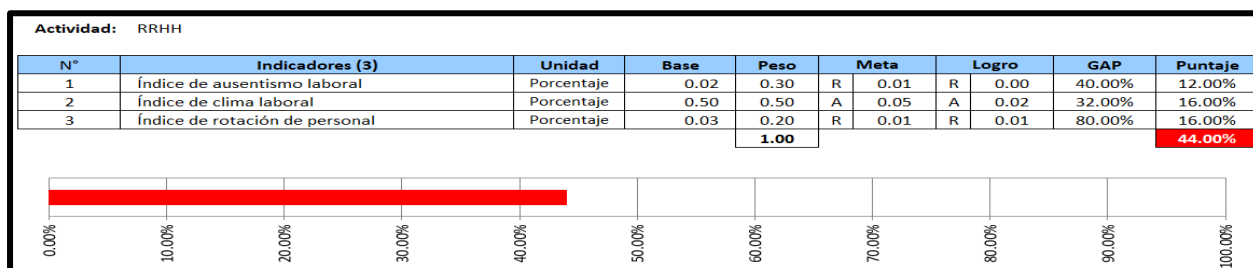 Actividad: RRHH
N° Indicadores (3) Unidad Base Peso Meta Logro GAP Puntaje
1 Índice de ausentismo laboral Porcentaje 0.02 0.30 R 0.01 R 0.00 40.00% 12.00%
2 Índice de clima laboral Porcentaje 0.50 0.50 A 0.05 A 0.02 32.00% 16.00%
3 Índice de rotación de personal Porcentaje 0.03 0.20 R 0.01 R 0.01 80.00% 16.00%
1.00 44.00%
0.00% 10.00% 20.00% 30.00% 40.00% 50.00% 60.00% 70.00% 80.00% 90.00% 100.00%